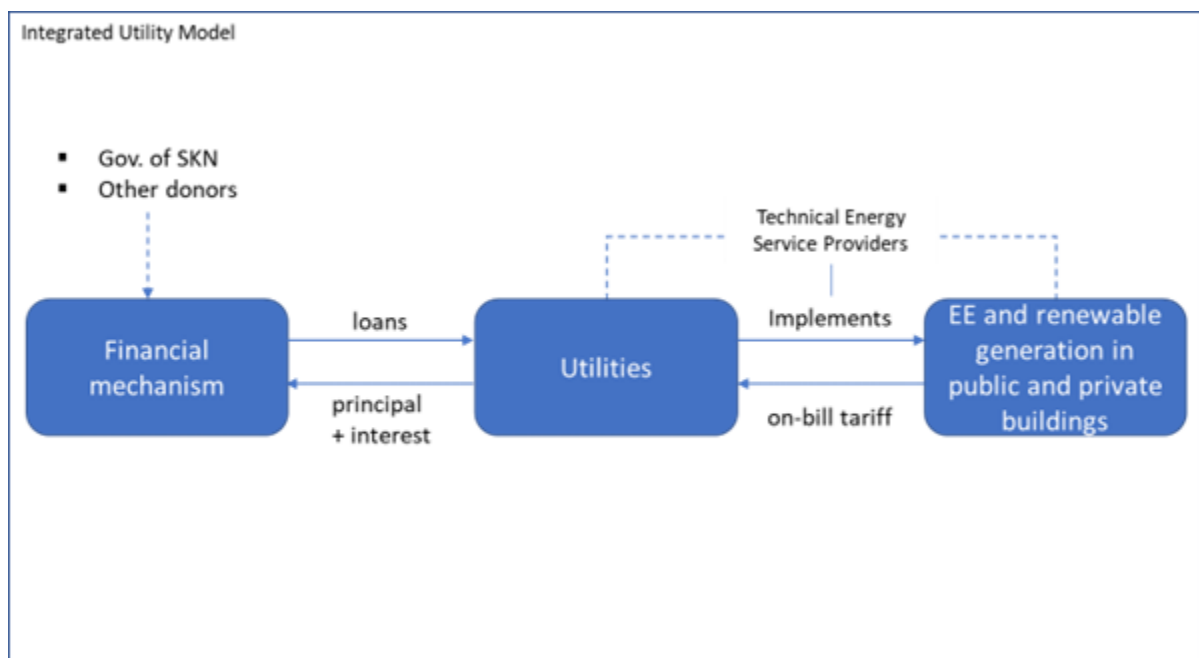 Integrated Utility Model
▪ Gov. of SKN
▪ Other donors
Technical Energy
Service Providers
Financial
mechanism
loans
principal
+ interest
Utilities
Implements
on-bill tariff
EE and renewable
generation in
public and private
buildings